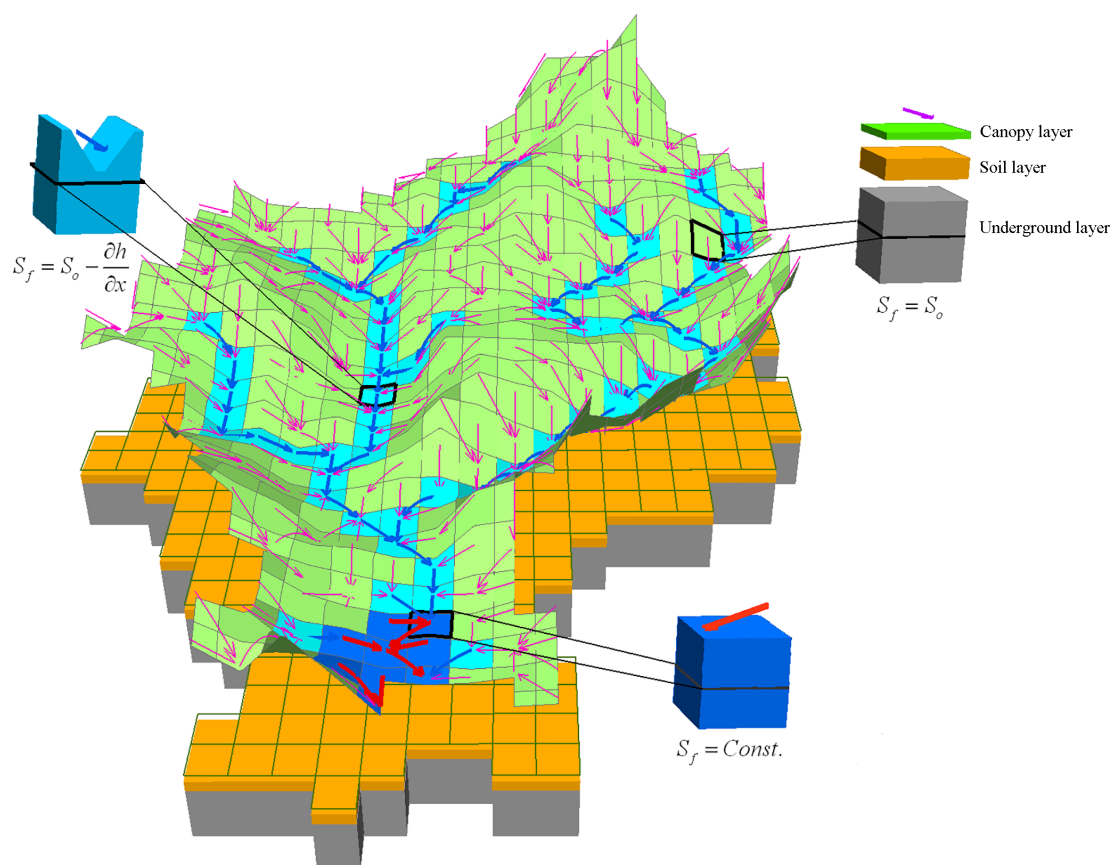 Canopy layer
Soil layer
Underground layer
S_f = S_o - ∂h/∂x
S_f = S_o
S_f = Const.